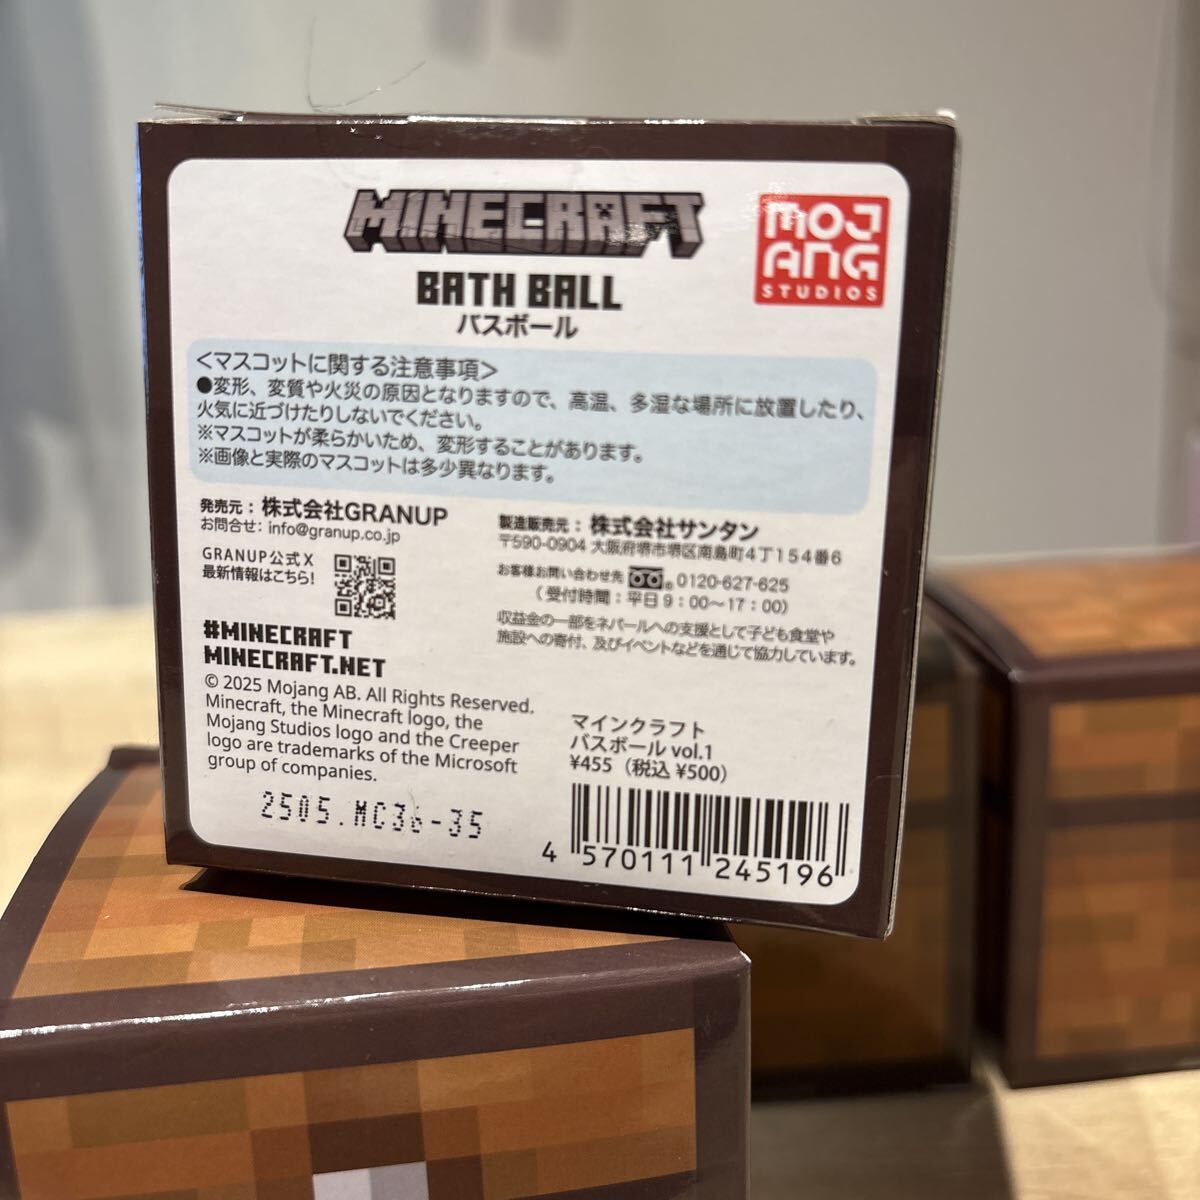 MINECRAFT
MOJANG
STUDIOS
BATH BALL
バスボール
<マスコットに関する注意事項>
●変形、変質や火災の原因となりますので、高温、多湿な場所に放置したり、
火気に近づけたりしないでください。
※マスコットが柔らかいため、変形することがあります。
※画像と実際のマスコットは多少異なります。
発売元：株式会社GRANUP
お問合せ：info@granup.co.jp
GRANUP公式X
最新情報はこちら!
#MINECRAFT
MINECRAFT.NET
© 2025 Mojang AB. All Rights Reserved.
Minecraft, the Minecraft logo, the
Mojang Studios logo and the Creeper
logo are trademarks of the Microsoft
group of companies.
2505.MC36-35
製造販売元：株式会社サンタン
〒590-0904 大阪府堺市堺区南島町4丁154番6
お客様お問い合わせ先 0120-627-625
（受付時間：平日9：00〜17：00）
収益金の一部をネパールへの支援として子ども食堂や
施設への寄付、及びイベントなどを通じて協力しています。
マインクラフト
バスボール vol.1
¥455（税込 ¥500）
4 570111 245196